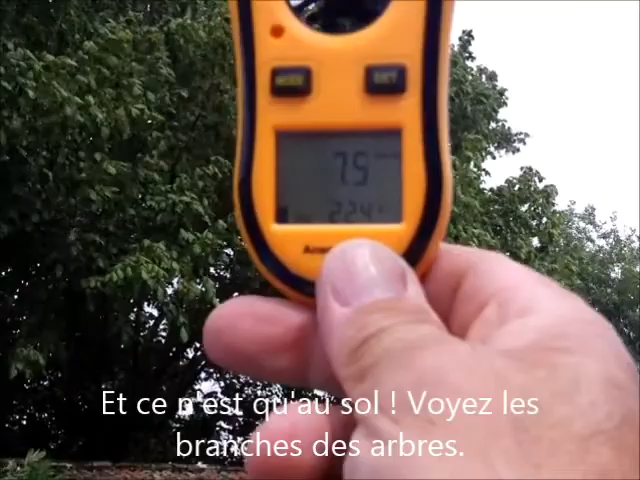 MODE SET
7.5
22.4
Et ce n'est qu'au sol ! Voyez les
branches des arbres.